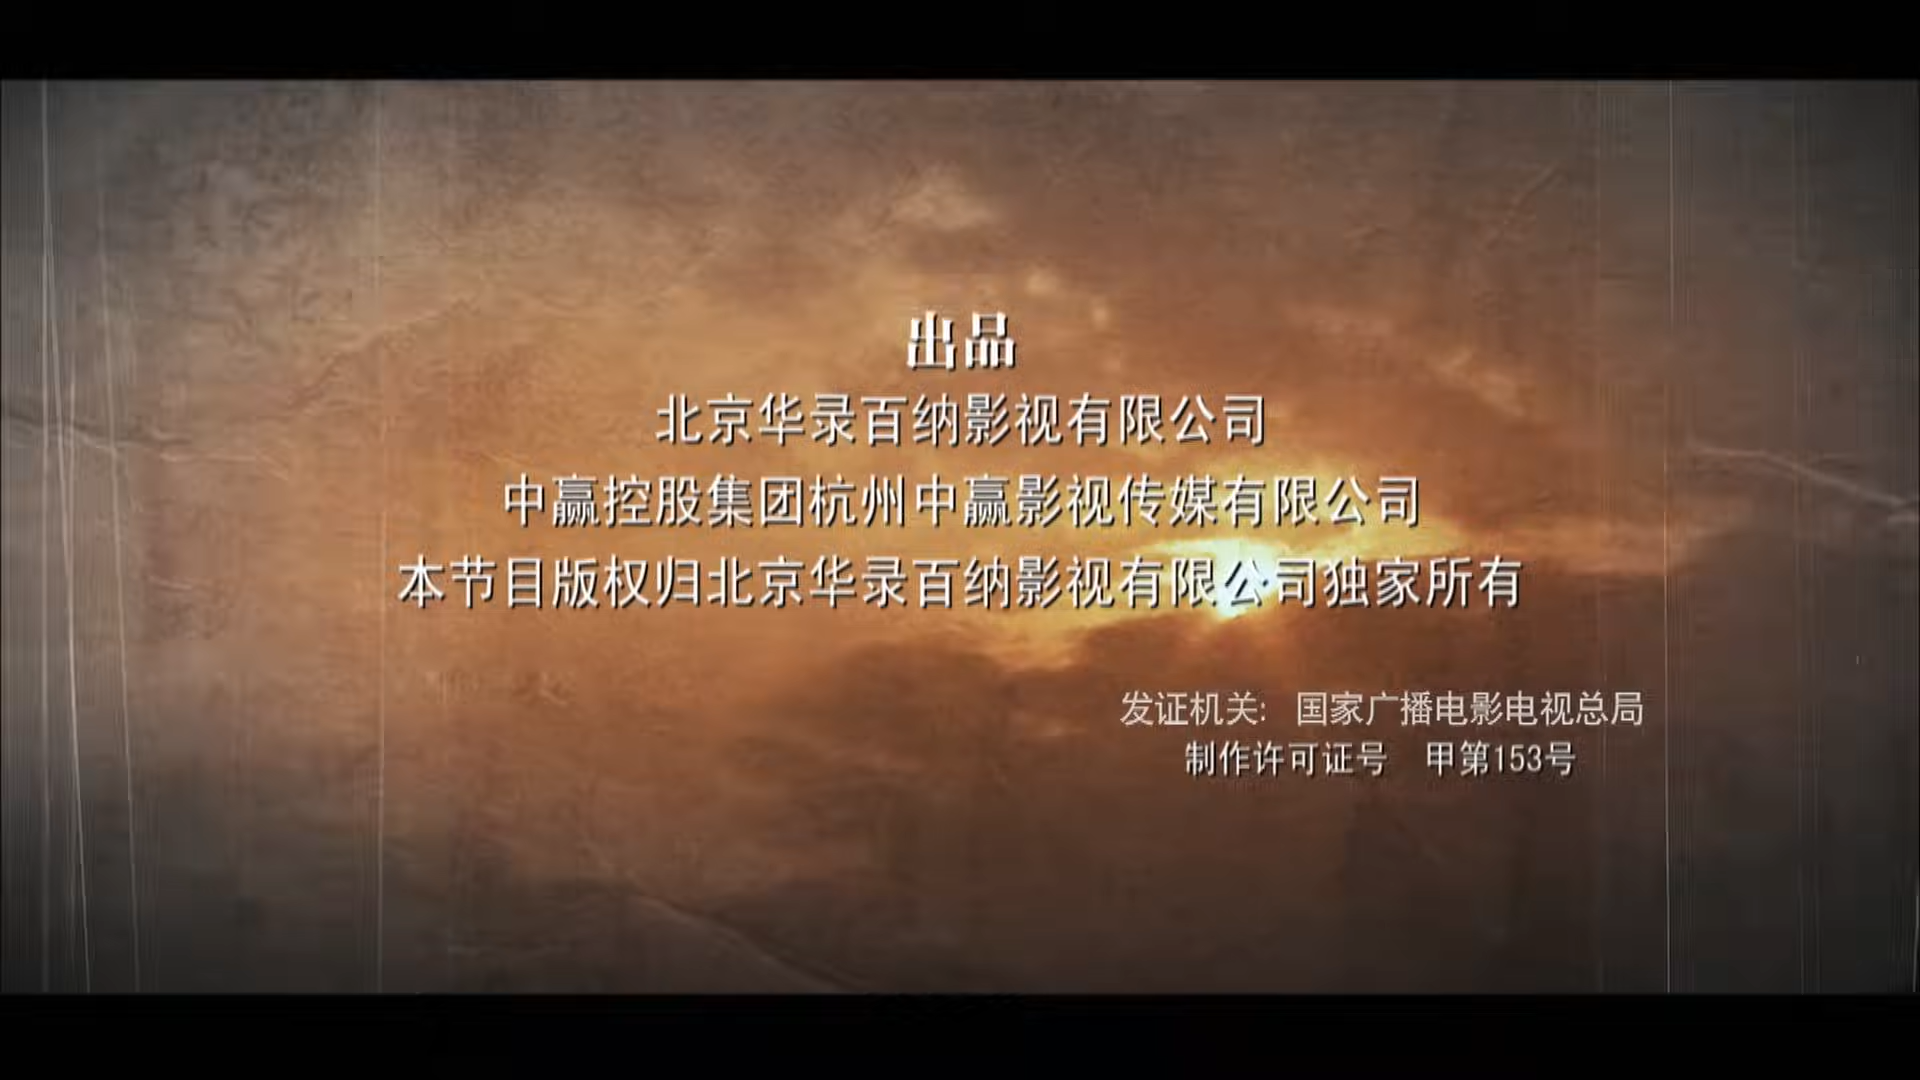 出品
北京华录百纳影视有限公司
中赢控股集团杭州中赢影视传媒有限公司
本节目版权归北京华录百纳影视有限公司独家所有
发证机关: 国家广播电影电视总局
制作许可证号 甲第153号